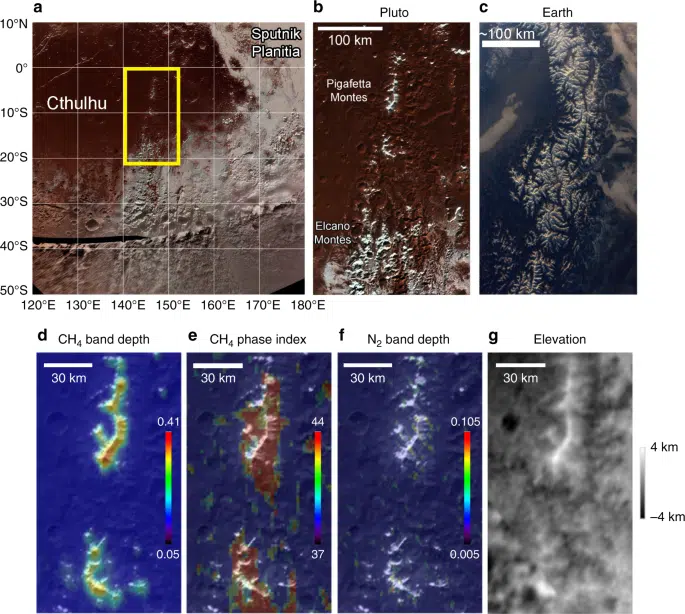 a
10°N
0°
10°S
20°S
30°S
40°S
50°S
120°E 130°E 140°E 150°E 160°E 170°E 180°E
Sputnik
Planitia
Cthulhu
b
Pluto
100 km
Pigafetta
Montes
Elcano
Montes
c
Earth
~100 km
d
CH₄ band depth
30 km
0.41
0.05
e
CH₄ phase index
30 km
44
37
f
N₂ band depth
30 km
0.105
0.005
g
Elevation
30 km
4 km
–4 km